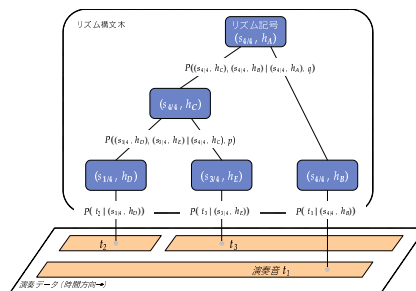 リズム構文木
リズム記号
(s4/4, hA)
P((s4/4, hC), (s4/4, hB) | (s4/4, hA), q)
(s4/4, hC)
P((s1/4, hD), (s3/4, hE) | (s4/4, hC), p)
(s1/4, hD)
(s3/4, hE)
(s4/4, hB)
P( t2 | (s1/4, hD))
P( t3 | (s3/4, hE))
P( t1 | (s4/4, hB))
t2
t3
演奏音 t1
演奏データ (時間方向→)